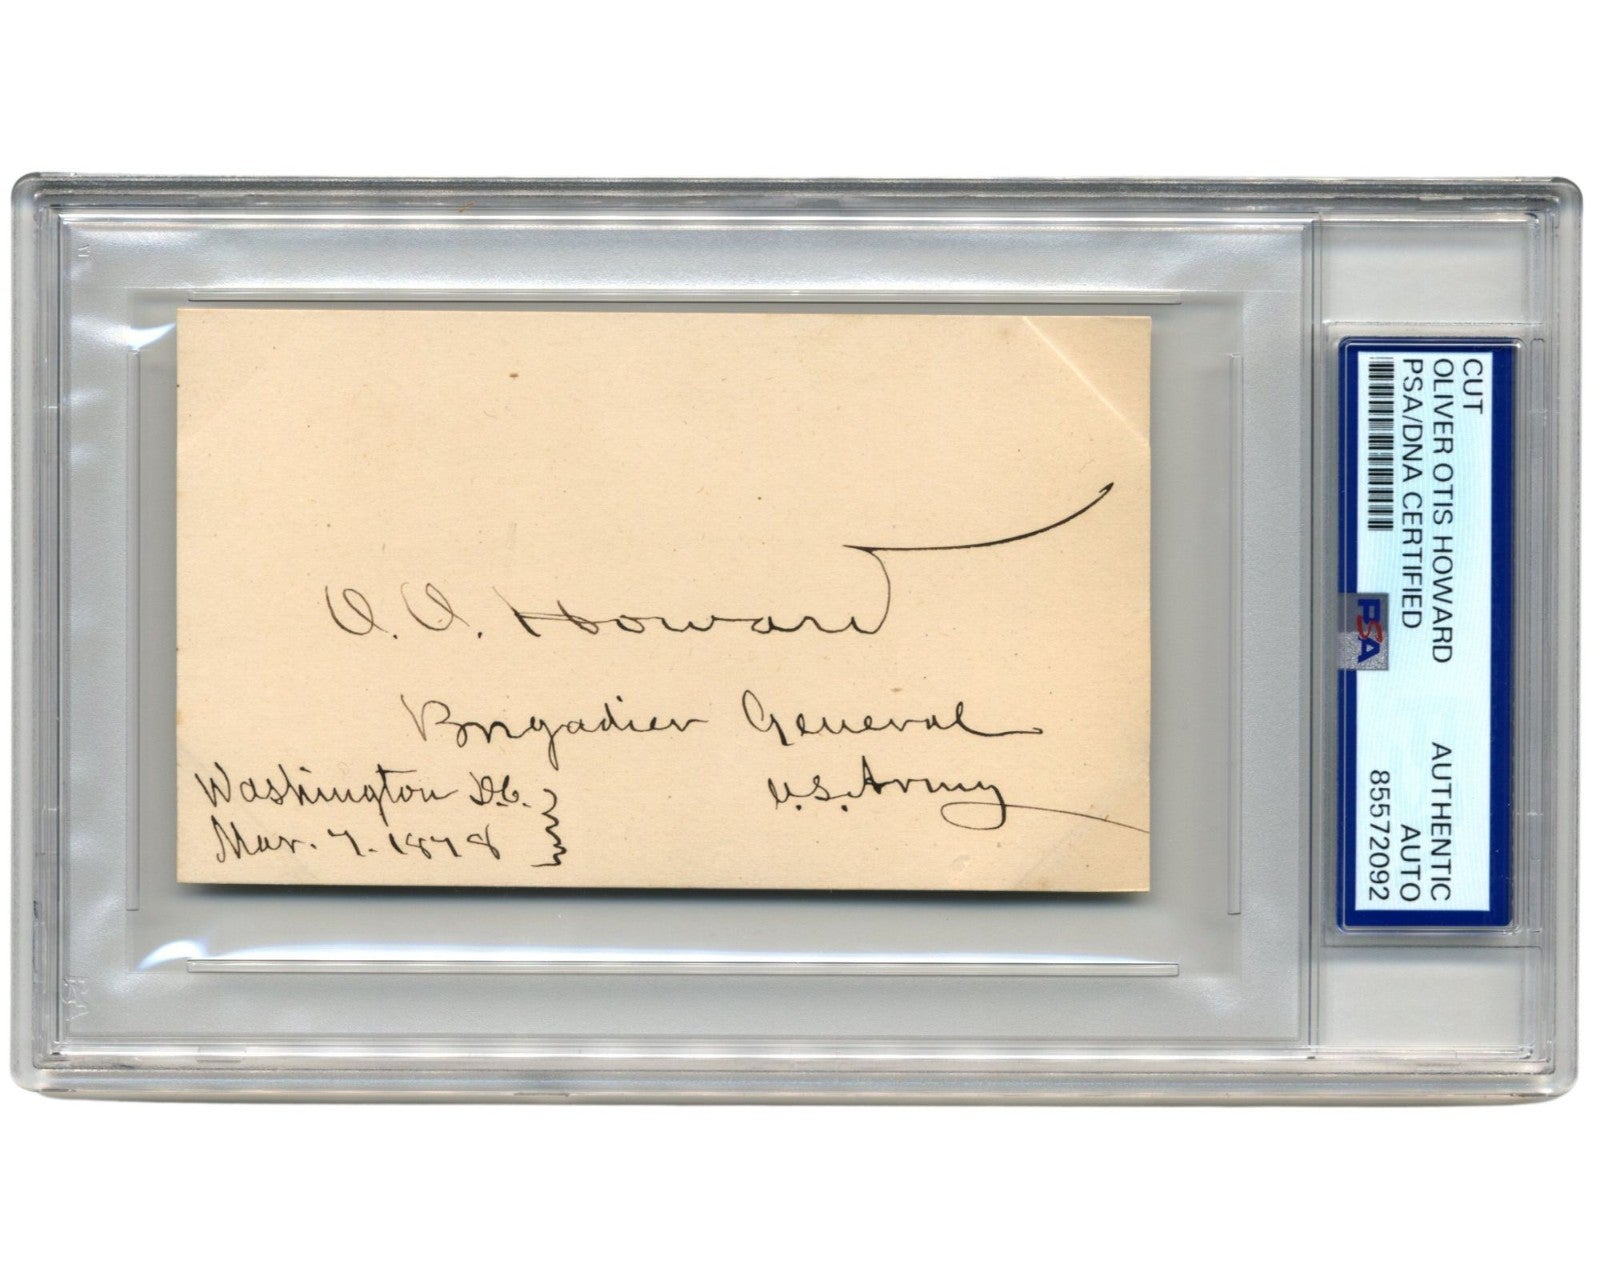 O. O. Howard
Brigadier General
U.S. Army
Washington D.C.
Mar. 7. 1878
CUT
OLIVER OTIS HOWARD
PSA/DNA CERTIFIED
AUTHENTIC
AUTO
85572092
PSA